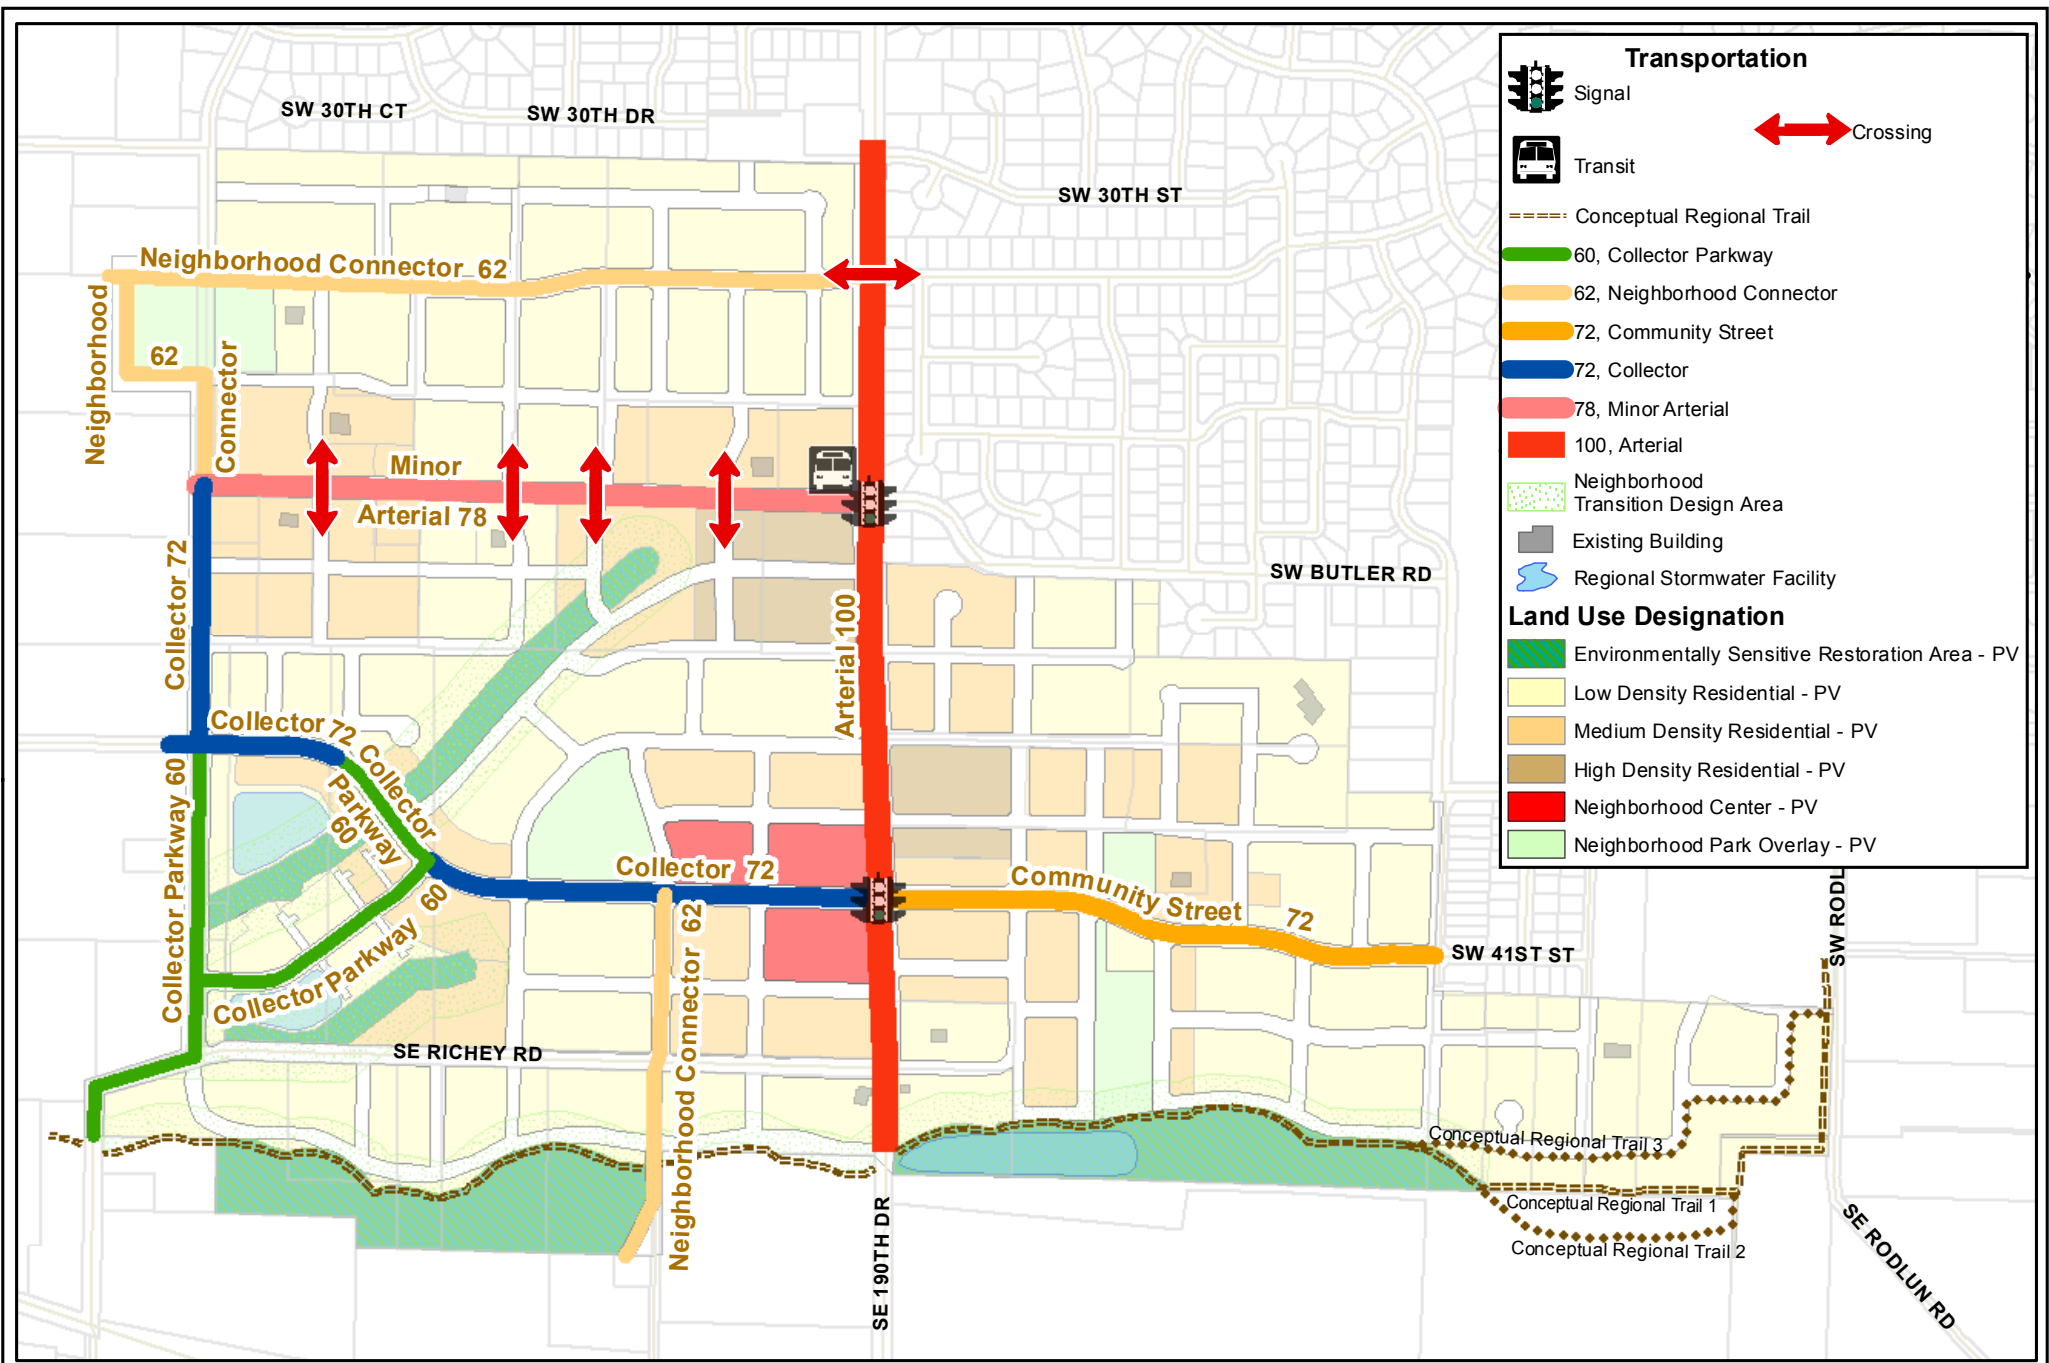 Transportation
Signal
Crossing
Transit
Conceptual Regional Trail
60, Collector Parkway
62, Neighborhood Connector
72, Community Street
72, Collector
78, Minor Arterial
100, Arterial
Neighborhood
Transition Design Area
Existing Building
Regional Stormwater Facility
Land Use Designation
Environmentally Sensitive Restoration Area - PV
Low Density Residential - PV
Medium Density Residential - PV
High Density Residential - PV
Neighborhood Center - PV
Neighborhood Park Overlay - PV
SW 30TH CT
SW 30TH DR
SW 30TH ST
Neighborhood Connector 62
Neighborhood
62
Connector
Minor
Arterial 78
Collector 72
SW BUTLER RD
Arterial 100
Collector 72
Collector
Parkway
60
Collector Parkway 60
Collector 72
Community Street 72
SW 41ST ST
Collector Parkway 60
Neighborhood Connector 62
SE RICHEY RD
SW RODL
Conceptual Regional Trail 3
Conceptual Regional Trail 1
Conceptual Regional Trail 2
SE 190TH DR
SE RODLUN RD